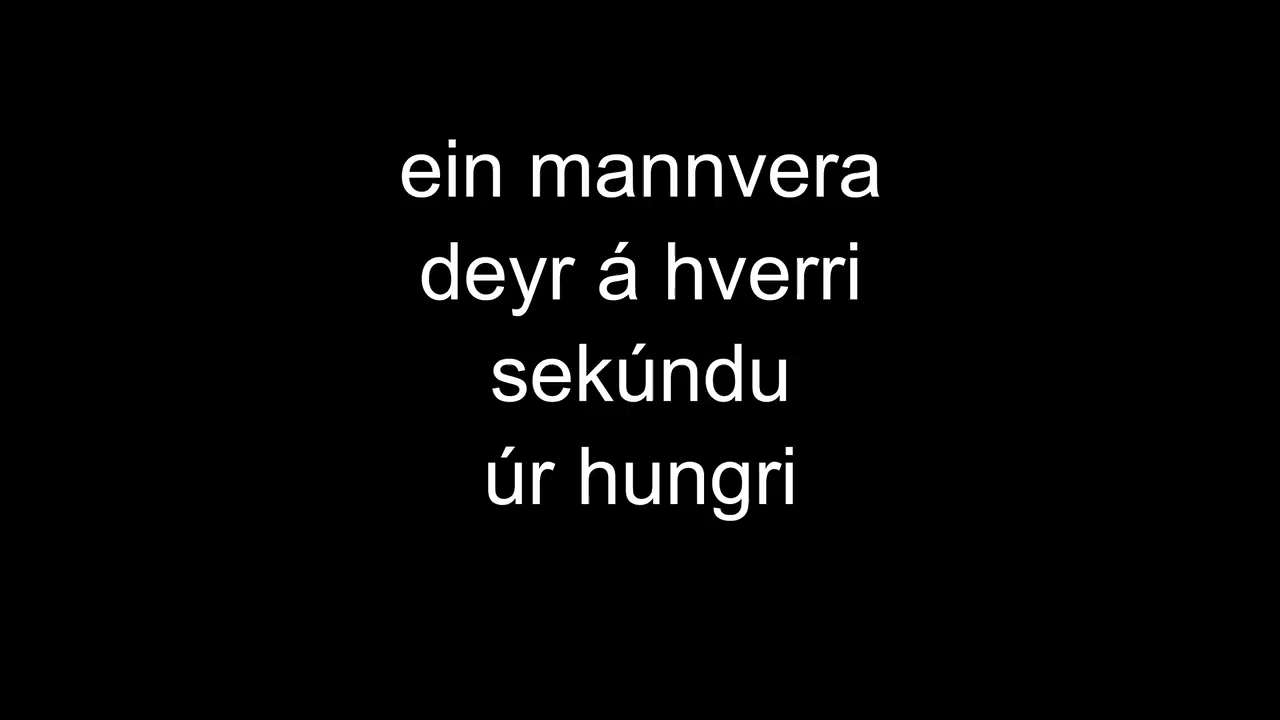 ein mannvera
deyr á hverri
sekúndu
úr hungri